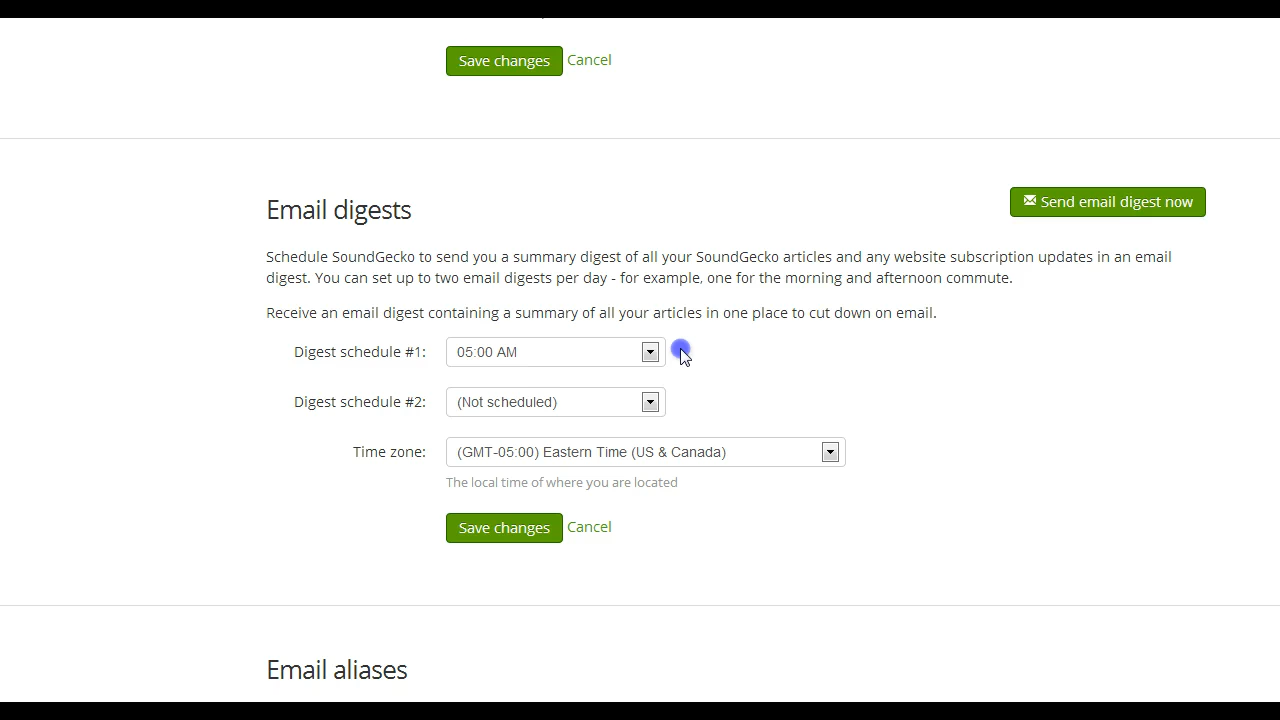 Save changes Cancel
Email digests
Send email digest now
Schedule SoundGecko to send you a summary digest of all your SoundGecko articles and any website subscription updates in an email
digest. You can set up to two email digests per day - for example, one for the morning and afternoon commute.
Receive an email digest containing a summary of all your articles in one place to cut down on email.
Digest schedule #1: 05:00 AM
Digest schedule #2: (Not scheduled)
Time zone: (GMT-05:00) Eastern Time (US & Canada)
The local time of where you are located
Save changes Cancel
Email aliases